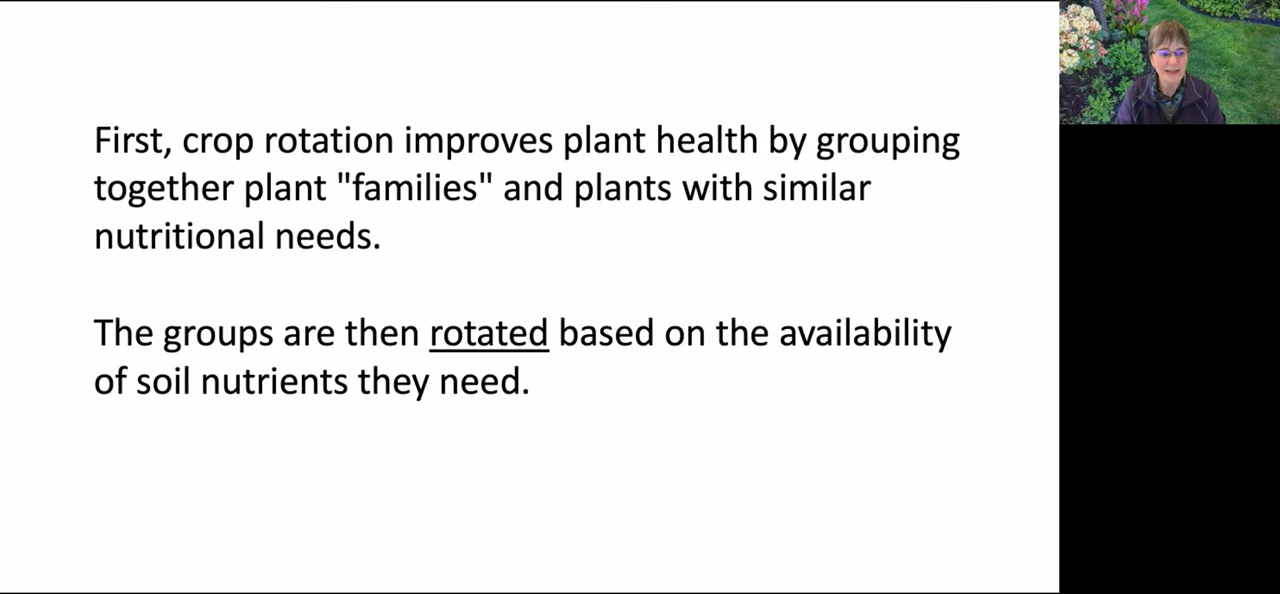 First, crop rotation improves plant health by grouping
together plant "families" and plants with similar
nutritional needs.
The groups are then rotated based on the availability
of soil nutrients they need.